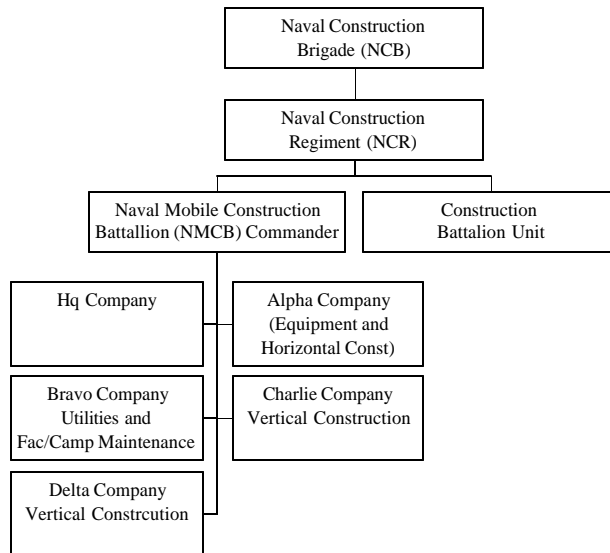 Naval Construction
Brigade (NCB)
Naval Construction
Regiment (NCR)
Naval Mobile Construction
Battallion (NMCB) Commander
Construction
Battalion Unit
Hq Company
Alpha Company
(Equipment and
Horizontal Const)
Bravo Company
Utilities and
Fac/Camp Maintenance
Charlie Company
Vertical Construction
Delta Company
Vertical Constrcution